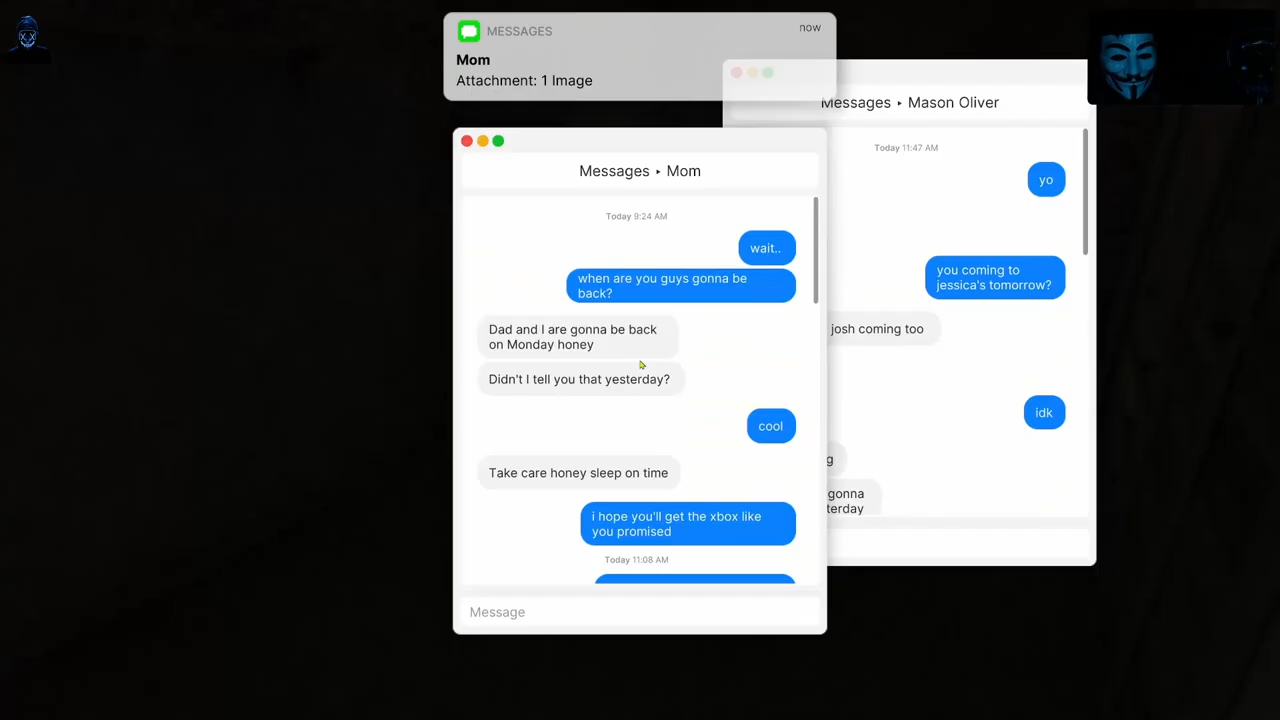 MESSAGES
now
Mom
Attachment: 1 Image
Messages ▸ Mason Oliver
Today 11:47 AM
yo
you coming to
jessica's tomorrow?
josh coming too
idk
g
gonna
terday
Messages ▸ Mom
Today 9:24 AM
wait..
when are you guys gonna be
back?
Dad and I are gonna be back
on Monday honey
Didn't I tell you that yesterday?
cool
Take care honey sleep on time
i hope you'll get the xbox like
you promised
Today 11:08 AM
Message